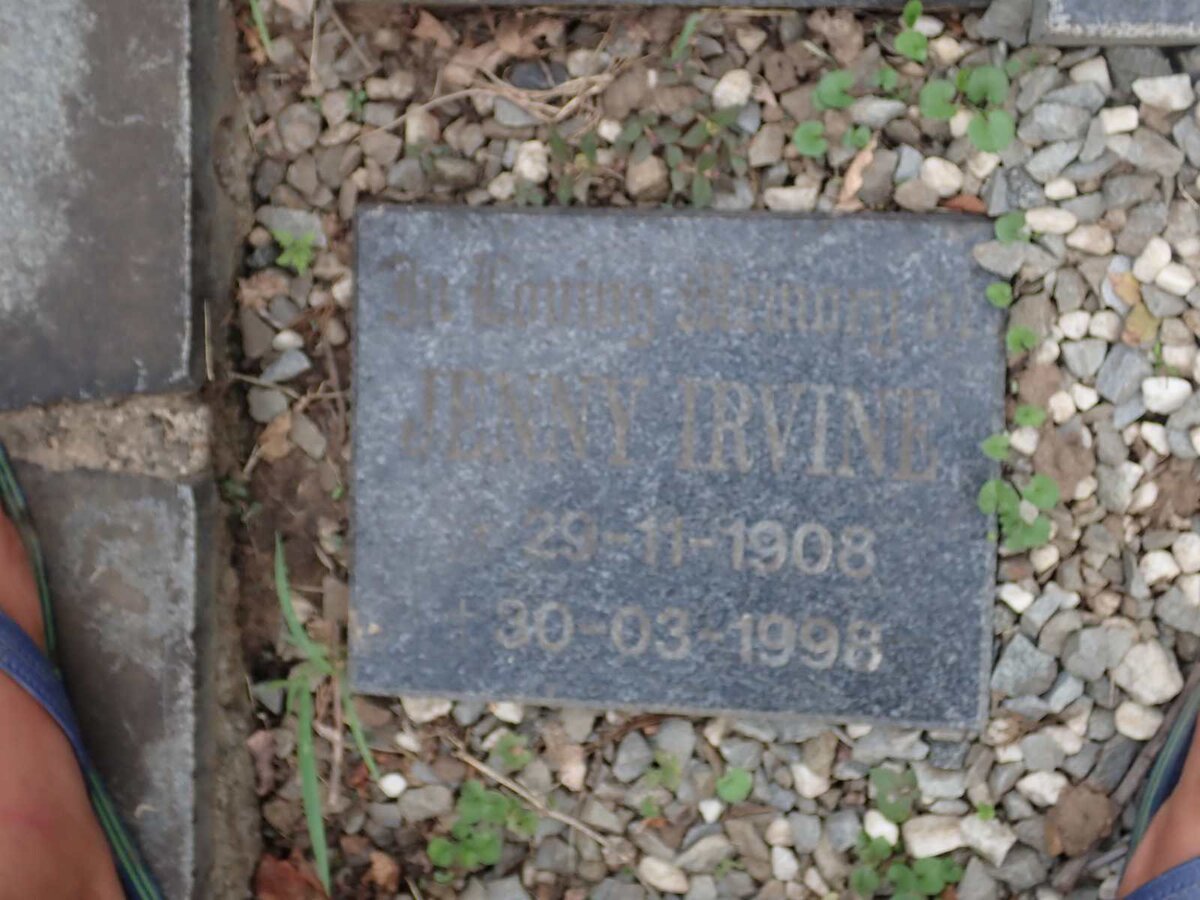 In Loving Memory of
JENNY IRVINE
* 29-11-1908
+ 30-03-1998